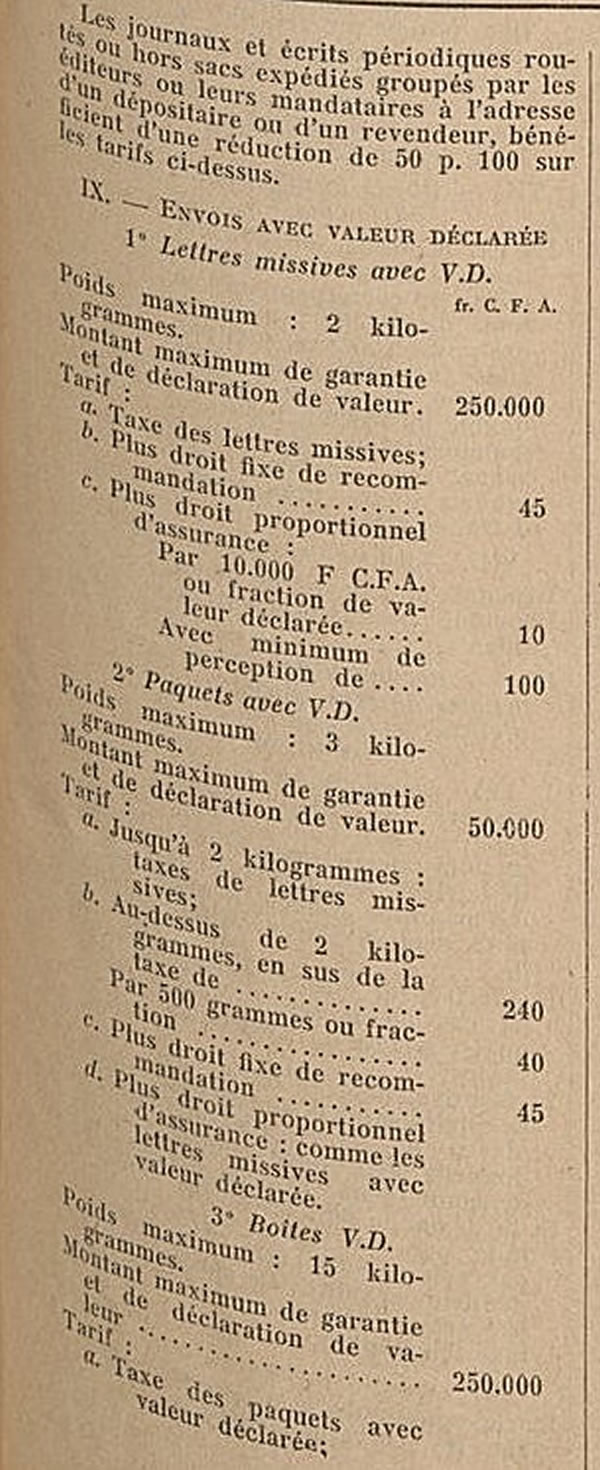 Les journaux et écrits périodiques rou-
tés ou hors sacs expédiés groupés par les
éditeurs ou leurs mandataires à l'adresse
d'un dépositaire ou d'un revendeur, béné-
ficient d'une réduction de 50 p. 100 sur
les tarifs ci-dessus.
IX. — ENVOIS AVEC VALEUR DÉCLARÉE
1° Lettres missives avec V.D.
fr. C. F. A.
Poids maximum : 2 kilo-
grammes.
Montant maximum de garantie
et de déclaration de valeur. 250.000
Tarif :
a. Taxe des lettres missives;
b. Plus droit fixe de recom-
mandation ........... 45
c. Plus droit proportionnel
d'assurance :
Par 10.000 F C.F.A.
ou fraction de va-
leur déclarée...... 10
Avec minimum de
perception de .... 100
2° Paquets avec V.D.
Poids maximum : 3 kilo-
grammes.
Montant maximum de garantie
et de déclaration de valeur. 50.000
Tarif :
a. Jusqu'à 2 kilogrammes :
taxes de lettres mis-
sives;
b. Au-dessus de 2 kilo-
grammes, en sus de la
taxe de .............. 240
Par 500 grammes ou frac-
tion ................. 40
c. Plus droit fixe de recom-
mandation ........... 45
d. Plus droit proportionnel
d'assurance : comme les
lettres missives avec
valeur déclarée.
3° Boîtes V.D.
Poids maximum : 15 kilo-
grammes.
Montant maximum de garantie
et de déclaration de va-
leur ...................... 250.000
Tarif :
a. Taxe des paquets avec
valeur déclarée;